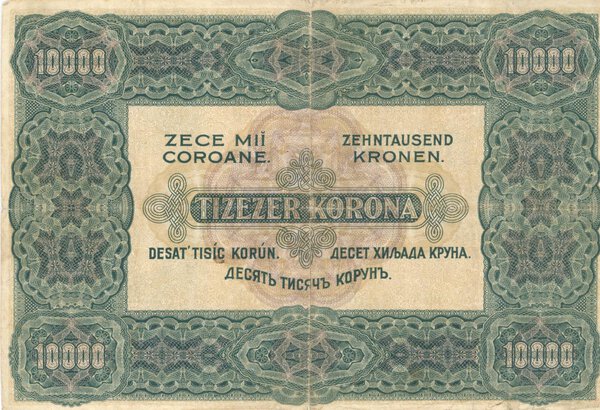 10000
10000
ZECE MII
COROANE.
ZEHNTAUSEND
KRONEN.
TIZEZER KORONA
DESAŤ TISÍC KORÚN.
ДЕСЕТ ХИЉАДА КРУНА.
ДЕСЯТЬ ТИСЯЧЪ КОРУНЪ.
10000
10000